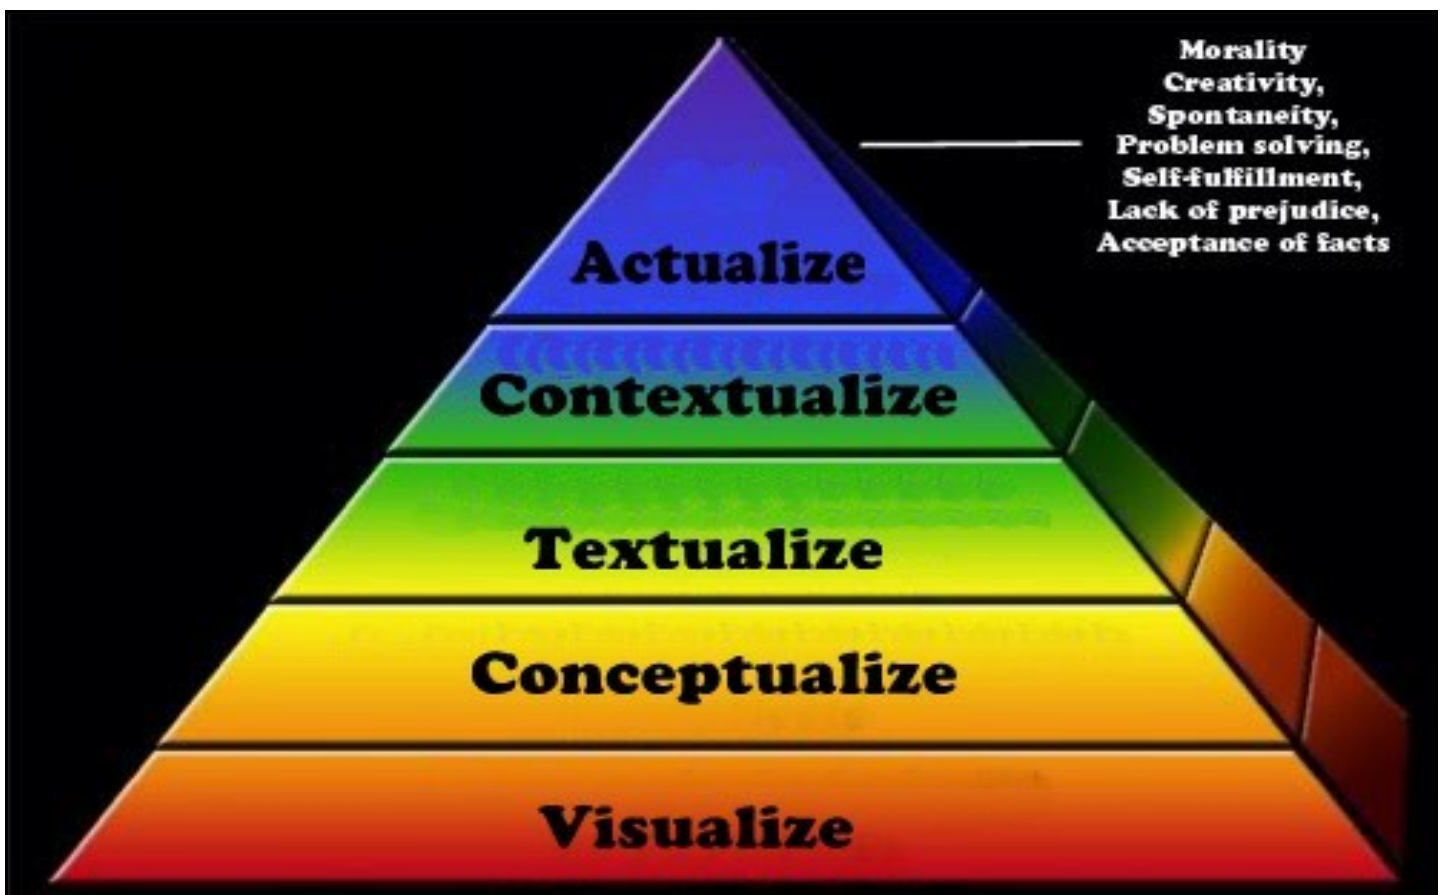 Morality
Creativity,
Spontaneity,
Problem solving,
Self-fulfillment,
Lack of prejudice,
Acceptance of facts
Actualize
Contextualize
Textualize
Conceptualize
Visualize